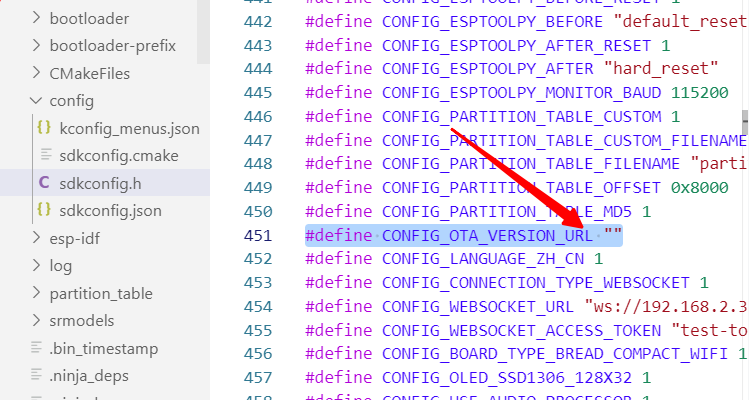 bootloader
bootloader-prefix
CMakeFiles
config
{} kconfig_menus.json
sdkconfig.cmake
C sdkconfig.h
{} sdkconfig.json
esp-idf
log
partition_table
srmodels
.bin_timestamp
.ninja_deps
442 #define CONFIG_ESPTOOLPY_BEFORE "default_reset
443 #define CONFIG_ESPTOOLPY_AFTER_RESET 1
444 #define CONFIG_ESPTOOLPY_AFTER "hard_reset"
445 #define CONFIG_ESPTOOLPY_MONITOR_BAUD 115200
446 #define CONFIG_PARTITION_TABLE_CUSTOM 1
447 #define CONFIG_PARTITION_TABLE_CUSTOM_FILENAME
448 #define CONFIG_PARTITION_TABLE_FILENAME "parti
449 #define CONFIG_PARTITION_TABLE_OFFSET 0x8000
450 #define CONFIG_PARTITION_TABLE_MD5 1
451 #define CONFIG_OTA_VERSION_URL ""
452 #define CONFIG_LANGUAGE_ZH_CN 1
453 #define CONFIG_CONNECTION_TYPE_WEBSOCKET 1
454 #define CONFIG_WEBSOCKET_URL "ws://192.168.2.3
455 #define CONFIG_WEBSOCKET_ACCESS_TOKEN "test-to
456 #define CONFIG_BOARD_TYPE_BREAD_COMPACT_WIFI 1
457 #define CONFIG_OLED_SSD1306_128X32 1